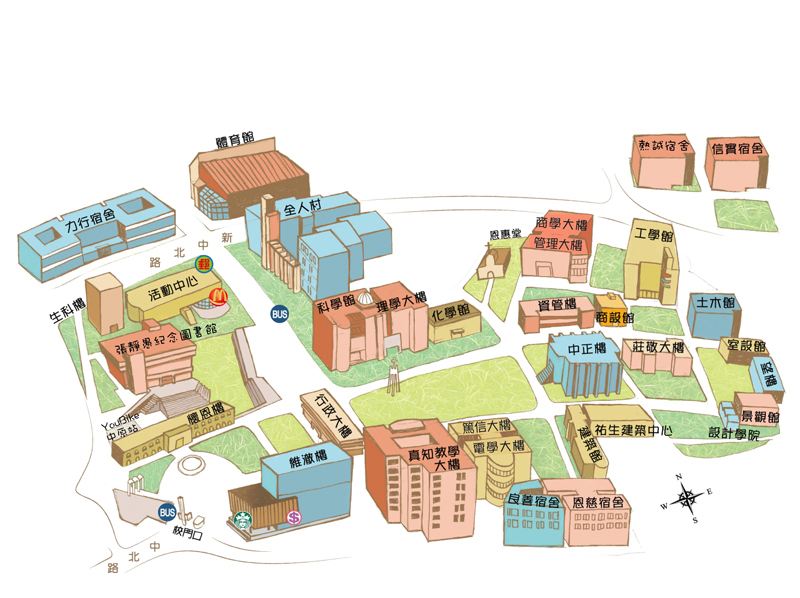 體育館
熱誠宿舍
信實宿舍
力行宿舍
全人村
新中北路
恩惠堂
商學大樓
管理大樓
工學館
郵
活動中心
生科樓
BUS
科學館
理學大樓
化學館
資管樓
商設館
土木館
張靜愚紀念圖書館
中正樓
莊敬大樓
室設館
望樓
YouBike
中原站
懷恩樓
行政大樓
維澈樓
真知教學
大樓
篤信大樓
電學大樓
建築館
祐生建築中心
景觀館
設計學院
良善宿舍
恩慈宿舍
BUS
校門口
中北路
N
W
E
S